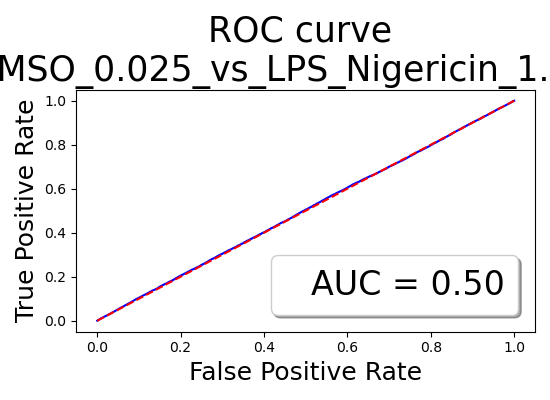 ROC curve
MSO_0.025_vs_LPS_Nigericin_1.
True Positive Rate
1.0
0.8
0.6
0.4
0.2
0.0
AUC = 0.50
0.0 0.2 0.4 0.6 0.8 1.0
False Positive Rate